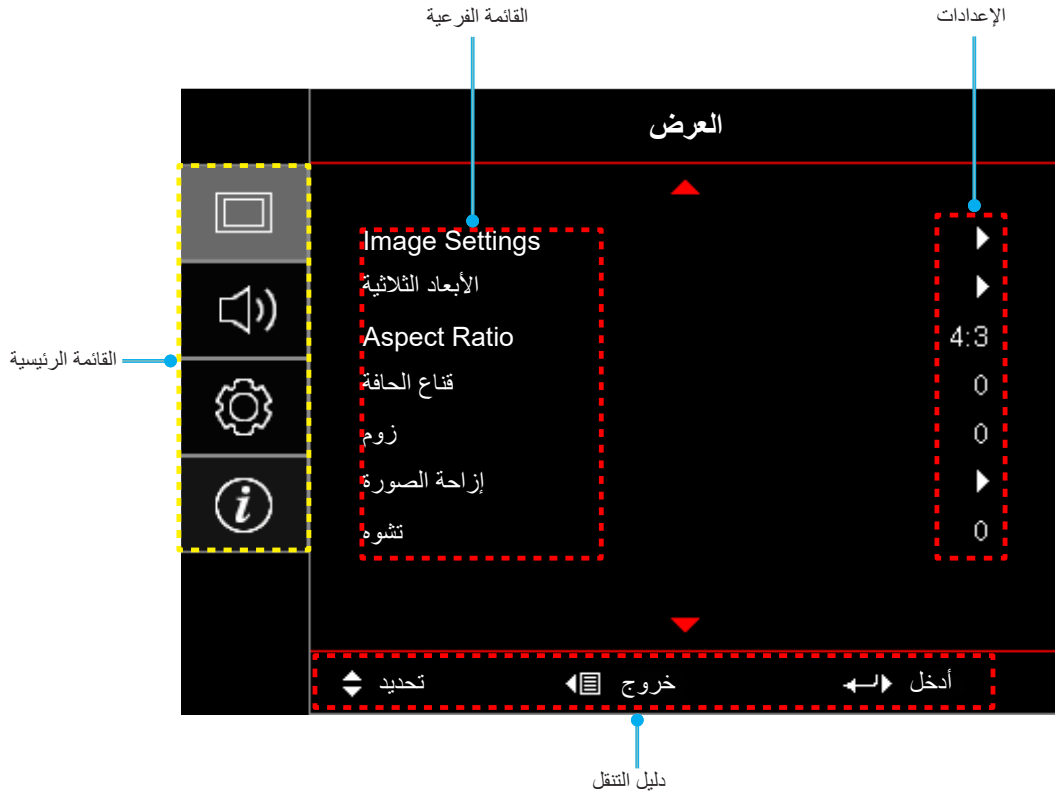 الإعدادات
القائمة الفرعية
العرض
Image Settings
الأبعاد الثلاثية
Aspect Ratio 4:3
قناع الحافة 0
زوم 0
إزاحة الصورة
تشوه 0
القائمة الرئيسية
أدخل خروج تحديد
دليل التنقل